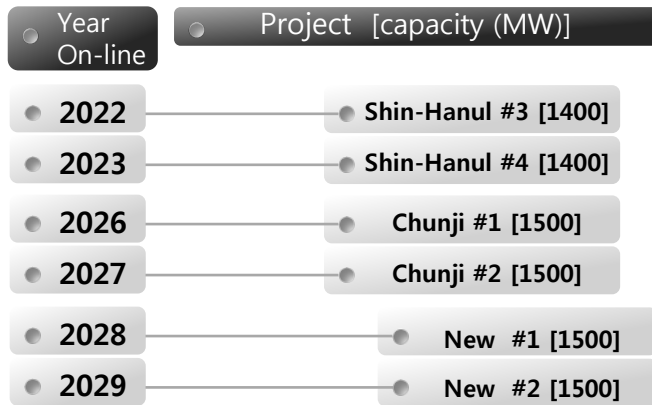 Year
On-line
Project [capacity (MW)]
2022 Shin-Hanul #3 [1400]
2023 Shin-Hanul #4 [1400]
2026 Chunji #1 [1500]
2027 Chunji #2 [1500]
2028 New #1 [1500]
2029 New #2 [1500]